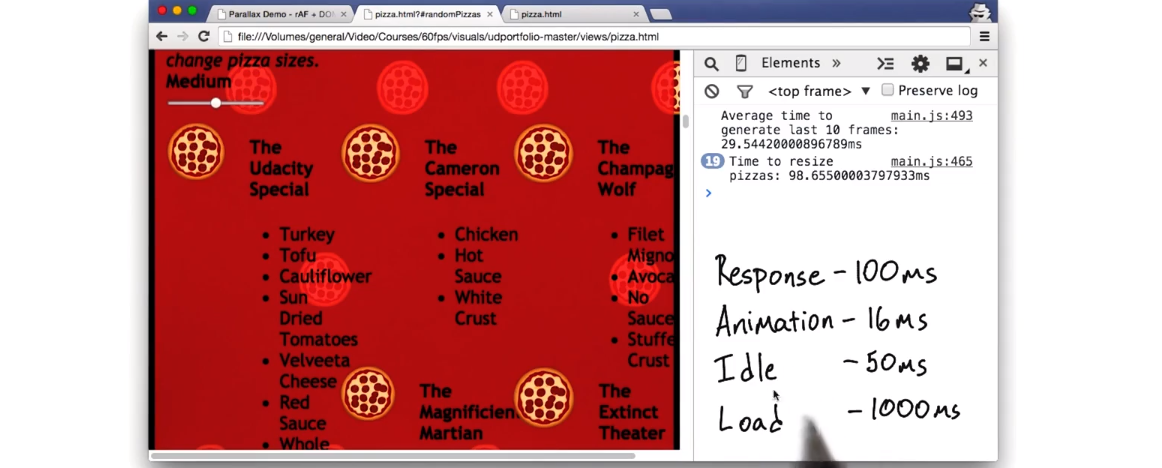 Parallax Demo - rAF + DOM
pizza.html?#randomPizzas
pizza.html
file:///Volumes/general/Video/Courses/60fps/visuals/udportfolio-master/views/pizza.html
change pizza sizes.
Medium
The Udacity Special
Turkey
Tofu
Cauliflower
Sun Dried Tomatoes
Velveeta Cheese
Red Sauce
Whole
The Cameron Special
Chicken
Hot Sauce
White Crust
The Champag
Wolf
Filet
Migno
Avoca
No
Sauce
Stuffe
Crust
The
Magnificien
Martian
The
Extinct
Theater
Elements »
<top frame> ▼ Preserve log
Average time to main.js:493
generate last 10 frames:
29.54420000896789ms
19 Time to resize main.js:465
pizzas: 98.65500003797933ms
Response - 100ms
Animation - 16ms
Idle - 50ms
Load - 1000ms